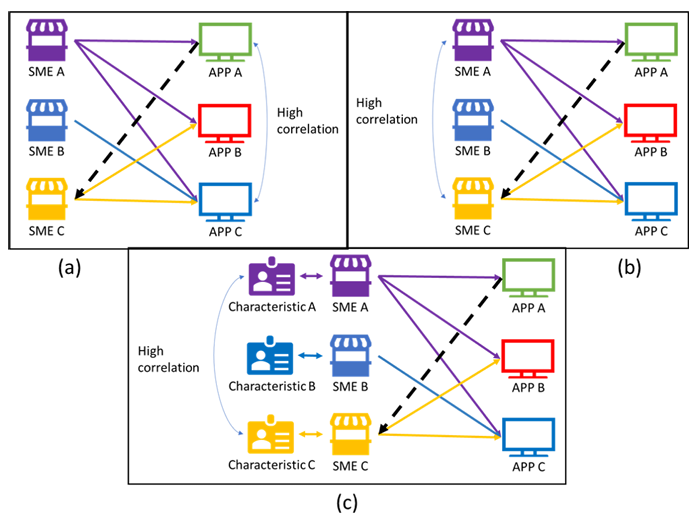 SME A
APP A
High
correlation
SME B
APP B
SME C
APP C
(a)
SME A
APP A
High
correlation
SME B
APP B
SME C
APP C
(b)
Characteristic A
SME A
APP A
High
correlation
Characteristic B
SME B
APP B
Characteristic C
SME C
APP C
(c)